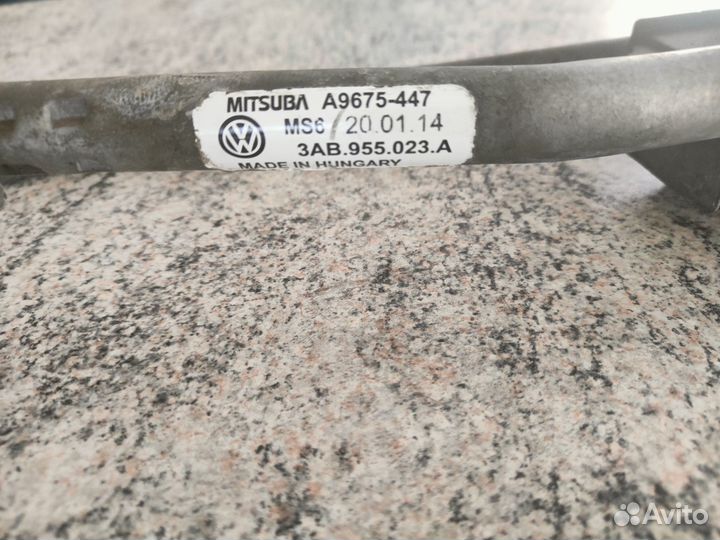 MITSUBA A9675-447
MS6 / 20.01.14
3AB.955.023.A
MADE IN HUNGARY
Avito